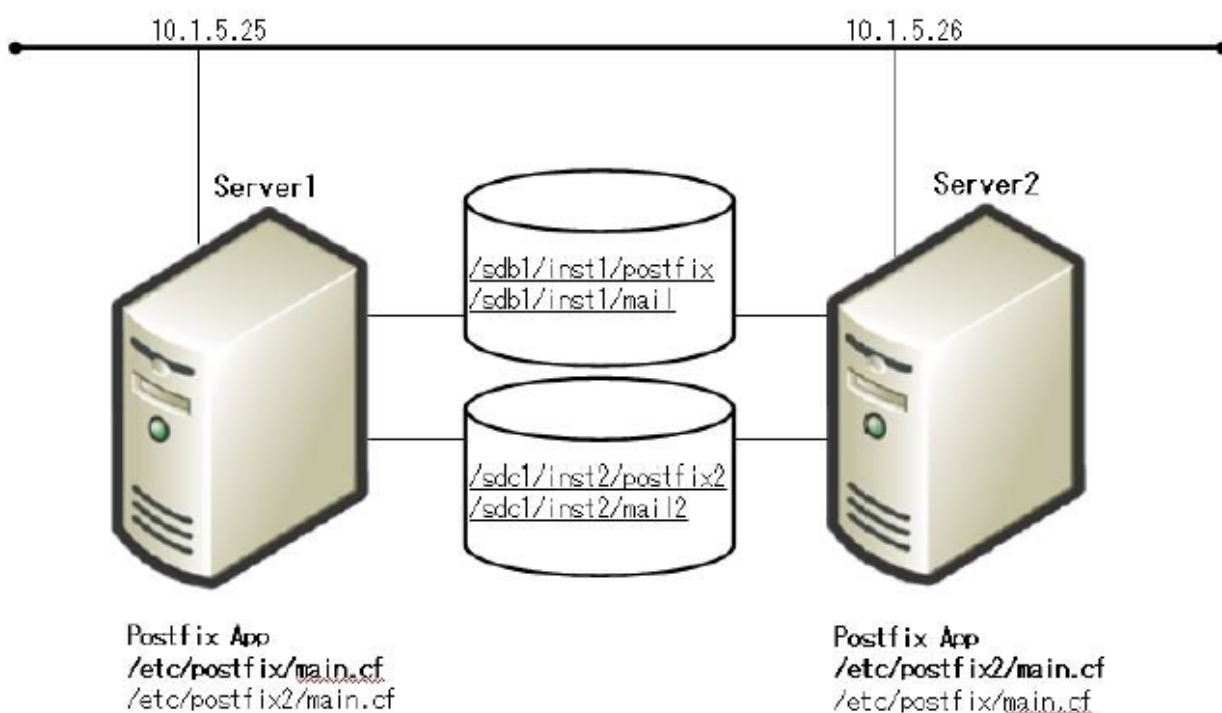 10.1.5.25
10.1.5.26
Server1
Server2
/sdb1/inst1/postfix
/sdb1/inst1/mail
/sdc1/inst2/postfix2
/sdc1/inst2/mail2
Postfix App
/etc/postfix/main.cf
/etc/postfix2/main.cf
Postfix App
/etc/postfix2/main.cf
/etc/postfix/main.cf